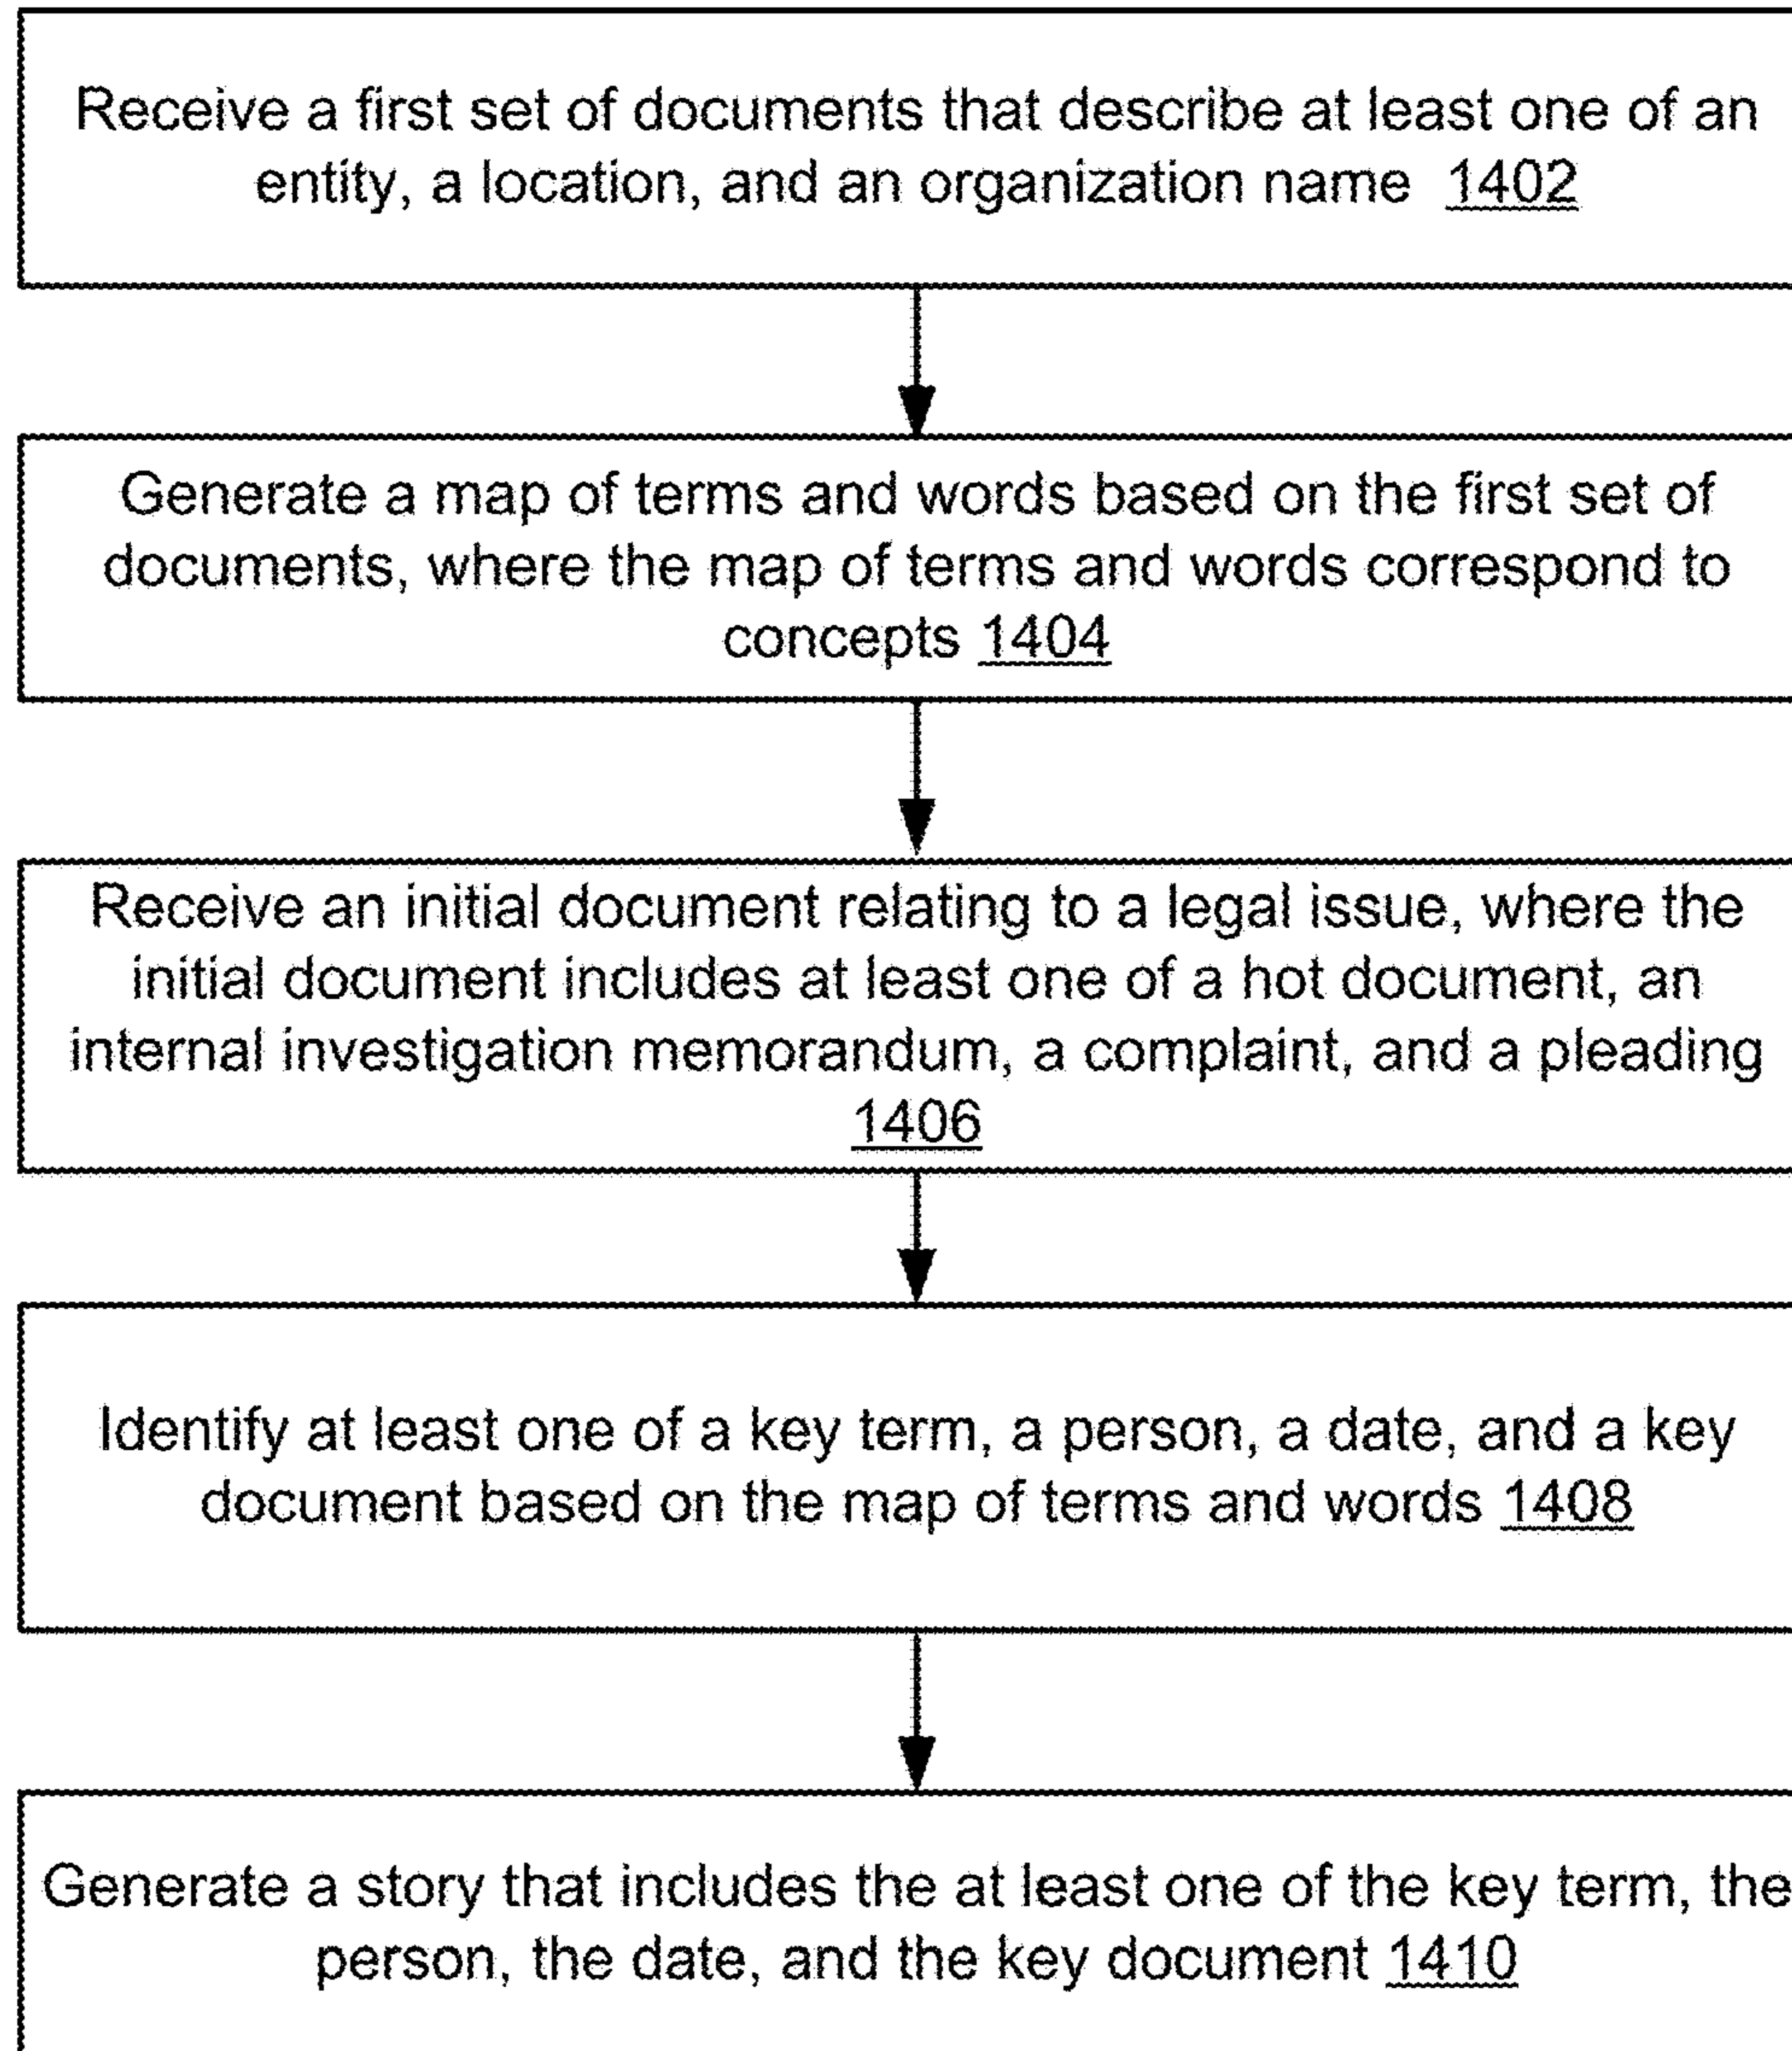 Receive a first set of documents that describe at least one of an
entity, a location, and an organization name 1402
Generate a map of terms and words based on the first set of
documents, where the map of terms and words correspond to
concepts 1404
Receive an initial document relating to a legal issue, where the
initial document includes at least one of a hot document, an
internal investigation memorandum, a complaint, and a pleading
1406
Identify at least one of a key term, a person, a date, and a key
document based on the map of terms and words 1408
Generate a story that includes the at least one of the key term, the
person, the date, and the key document 1410